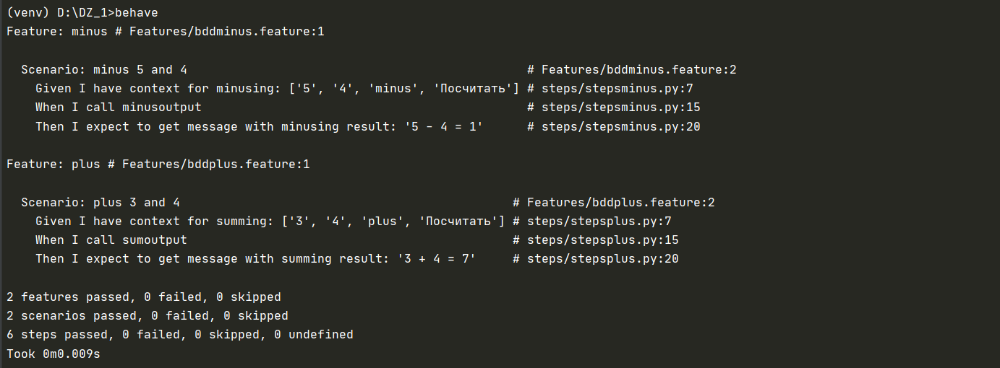 (venv) D:\DZ_1>behave
Feature: minus # Features/bddminus.feature:1
Scenario: minus 5 and 4 # Features/bddminus.feature:2
Given I have context for minusing: ['5', '4', 'minus', 'Посчитать'] # steps/stepsminus.py:7
When I call minusoutput # steps/stepsminus.py:15
Then I expect to get message with minusing result: '5 - 4 = 1' # steps/stepsminus.py:20
Feature: plus # Features/bddplus.feature:1
Scenario: plus 3 and 4 # Features/bddplus.feature:2
Given I have context for summing: ['3', '4', 'plus', 'Посчитать'] # steps/stepsplus.py:7
When I call sumoutput # steps/stepsplus.py:15
Then I expect to get message with summing result: '3 + 4 = 7' # steps/stepsplus.py:20
2 features passed, 0 failed, 0 skipped
2 scenarios passed, 0 failed, 0 skipped
6 steps passed, 0 failed, 0 skipped, 0 undefined
Took 0m0.009s